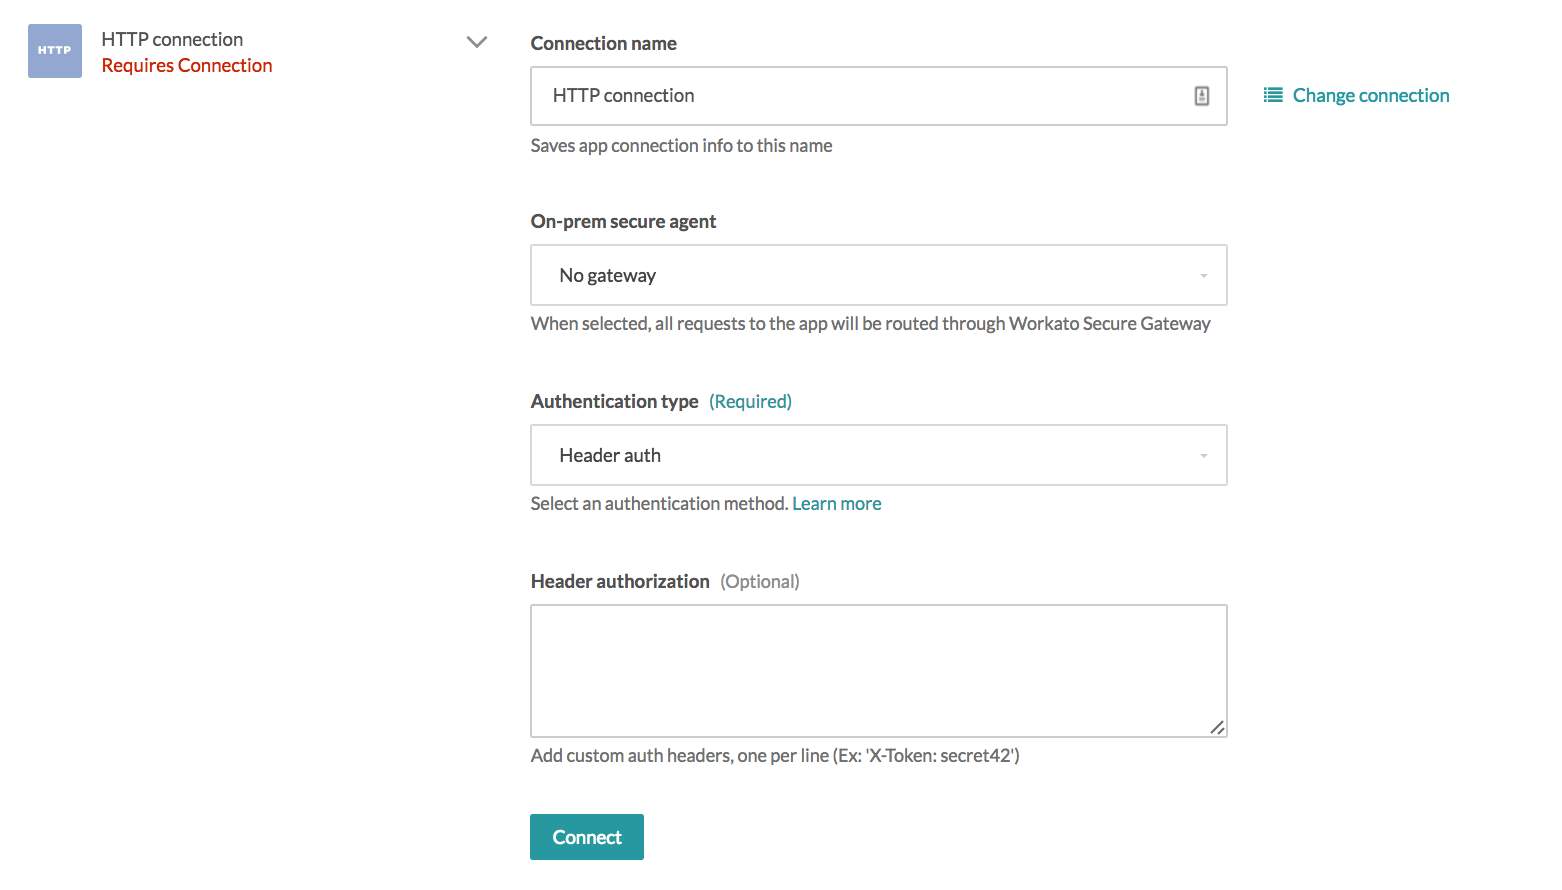 HTTP
HTTP connection
Requires Connection
Connection name
HTTP connection
Change connection
Saves app connection info to this name
On-prem secure agent
No gateway
When selected, all requests to the app will be routed through Workato Secure Gateway
Authentication type (Required)
Header auth
Select an authentication method. Learn more
Header authorization (Optional)
Add custom auth headers, one per line (Ex: 'X-Token: secret42')
Connect